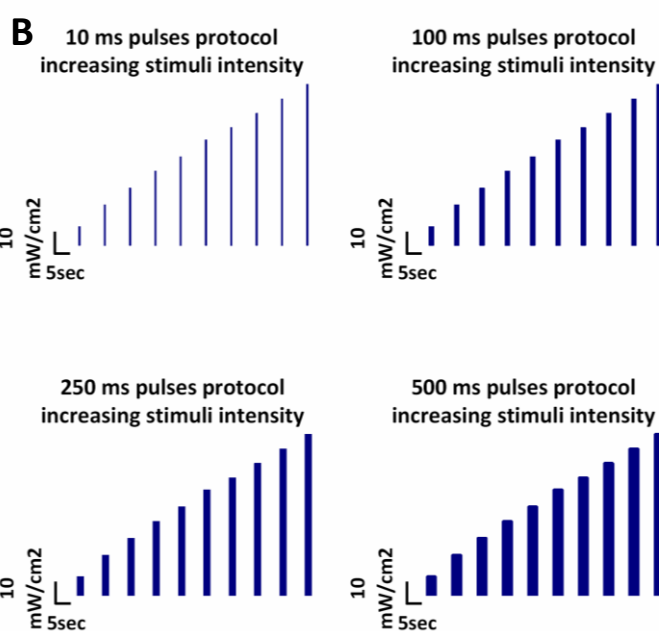 B
10 ms pulses protocol
increasing stimuli intensity
10
mW/cm2
5sec
100 ms pulses protocol
increasing stimuli intensity
10
mW/cm2
5sec
250 ms pulses protocol
increasing stimuli intensity
10
mW/cm2
5sec
500 ms pulses protocol
increasing stimuli intensity
10
mW/cm2
5sec